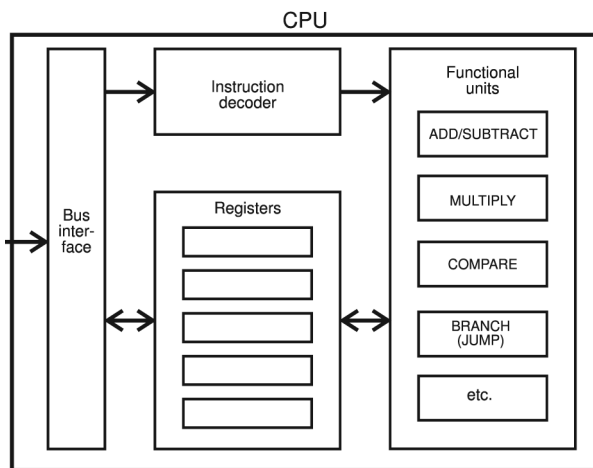 CPU
Bus
inter-
face
Instruction
decoder
Registers
Functional
units
ADD/SUBTRACT
MULTIPLY
COMPARE
BRANCH
(JUMP)
etc.